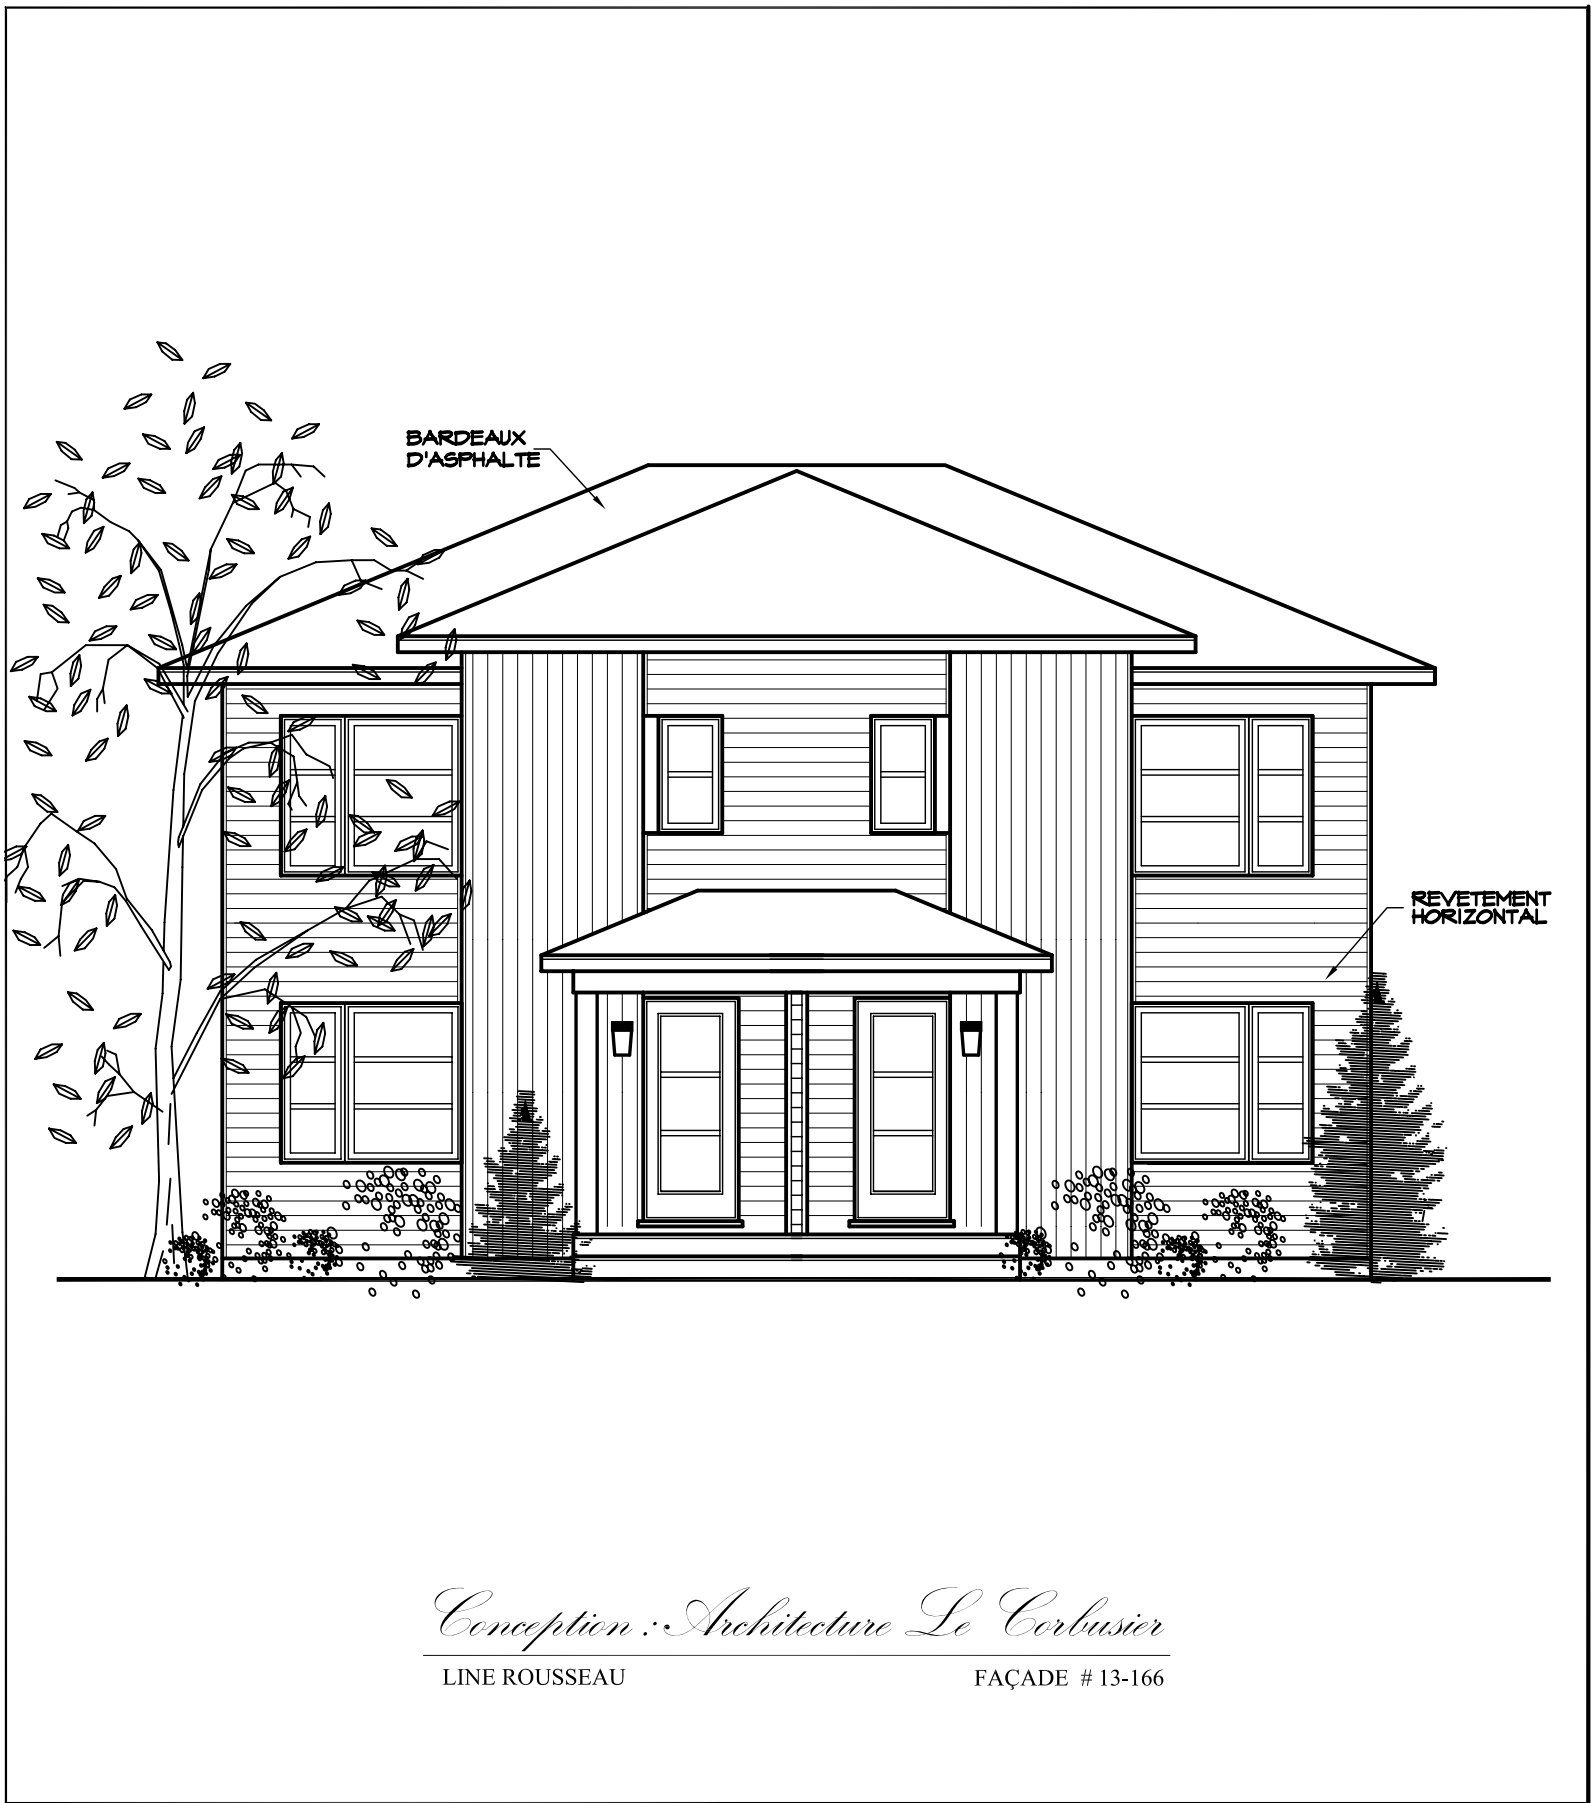 BARDEAUX
D'ASPHALTE
REVETEMENT
HORIZONTAL
Conception : Architecture Le Corbusier
LINE ROUSSEAU FAÇADE # 13-166